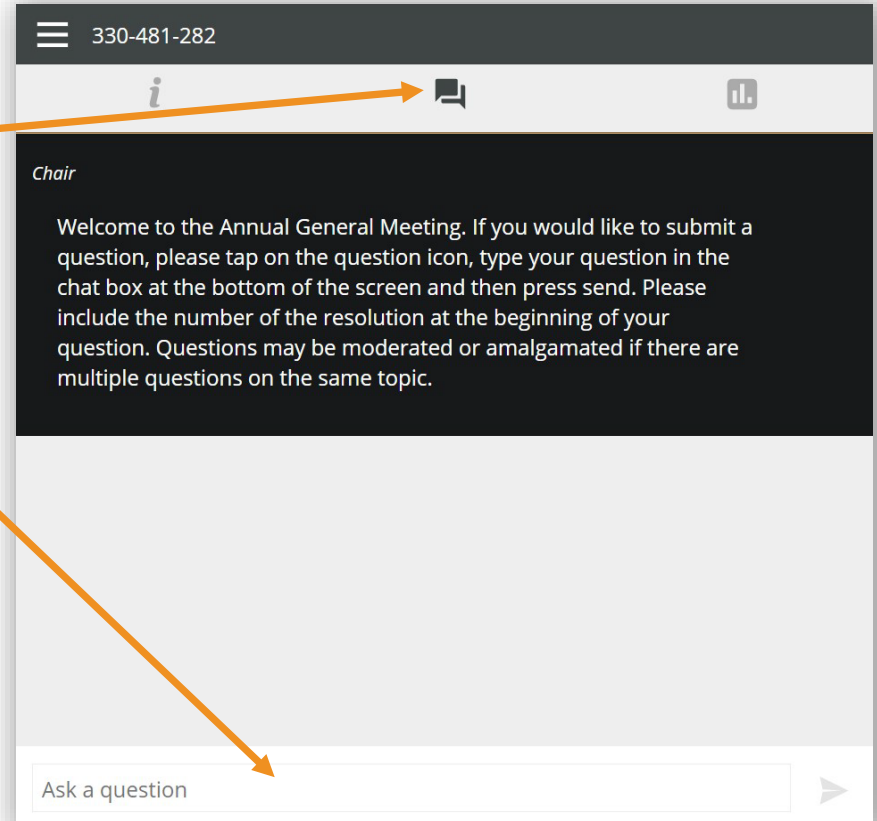 330-481-282
i
Chair
Welcome to the Annual General Meeting. If you would like to submit a
question, please tap on the question icon, type your question in the
chat box at the bottom of the screen and then press send. Please
include the number of the resolution at the beginning of your
question. Questions may be moderated or amalgamated if there are
multiple questions on the same topic.
Ask a question